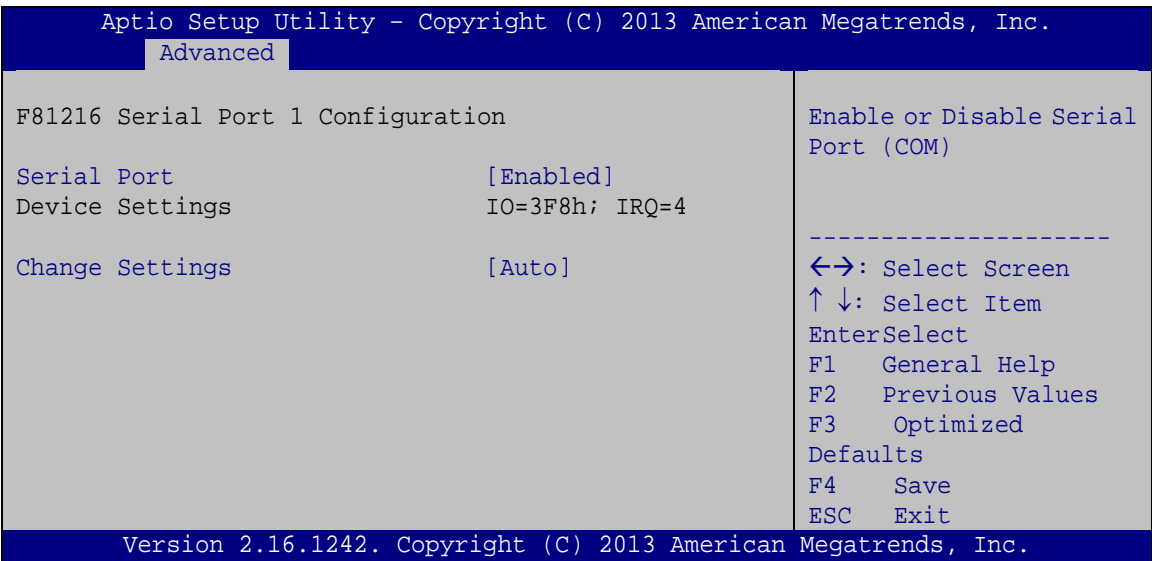 Aptio Setup Utility – Copyright (C) 2013 American Megatrends, Inc.
Advanced
F81216 Serial Port 1 Configuration
Serial Port [Enabled]
Device Settings IO=3F8h; IRQ=4
Change Settings [Auto]
Enable or Disable Serial
Port (COM)
---------------------
←→: Select Screen
↑ ↓: Select Item
EnterSelect
F1 General Help
F2 Previous Values
F3 Optimized
Defaults
F4 Save
ESC Exit
Version 2.16.1242. Copyright (C) 2013 American Megatrends, Inc.